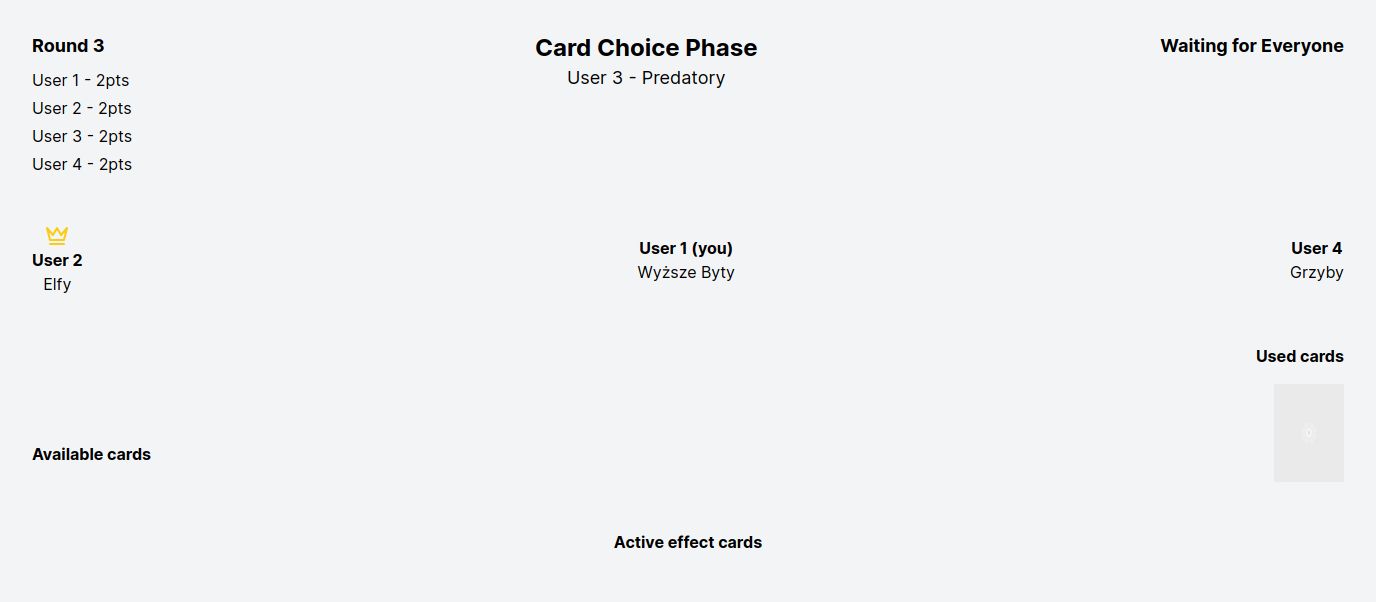 Round 3
User 1 - 2pts
User 2 - 2pts
User 3 - 2pts
User 4 - 2pts
Card Choice Phase
User 3 - Predatory
Waiting for Everyone
User 2
Elfy
User 1 (you)
Wyższe Byty
User 4
Grzyby
Used cards
0
Available cards
Active effect cards